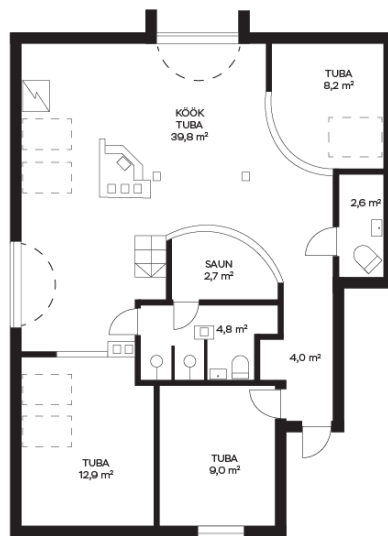 TUBA
8,2 m²
KÖÖK
TUBA
39,8 m²
2,6 m²
SAUN
2,7 m²
4,8 m²
4,0 m²
TUBA
12,9 m²
TUBA
9,0 m²